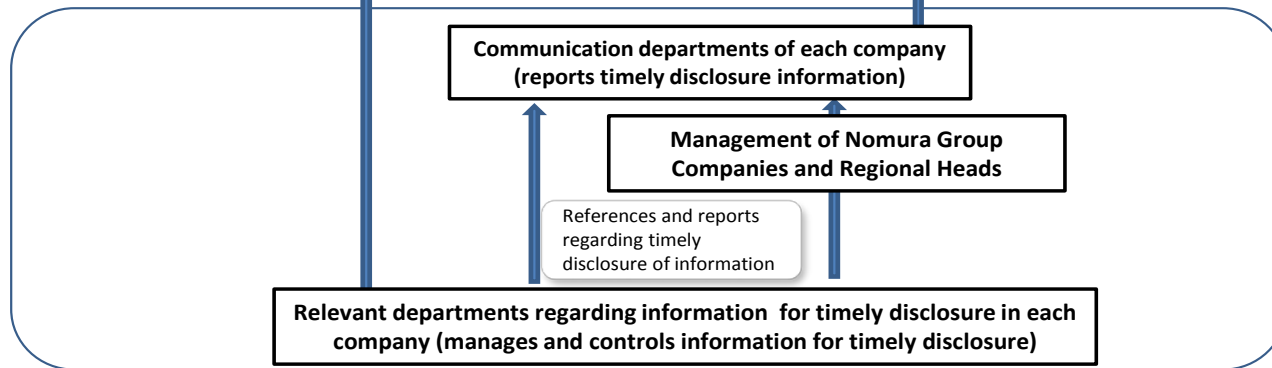 Communication departments of each company
(reports timely disclosure information)
Management of Nomura Group
Companies and Regional Heads
References and reports
regarding timely
disclosure of information
Relevant departments regarding information  for timely disclosure in each
company (manages and controls information for timely disclosure)